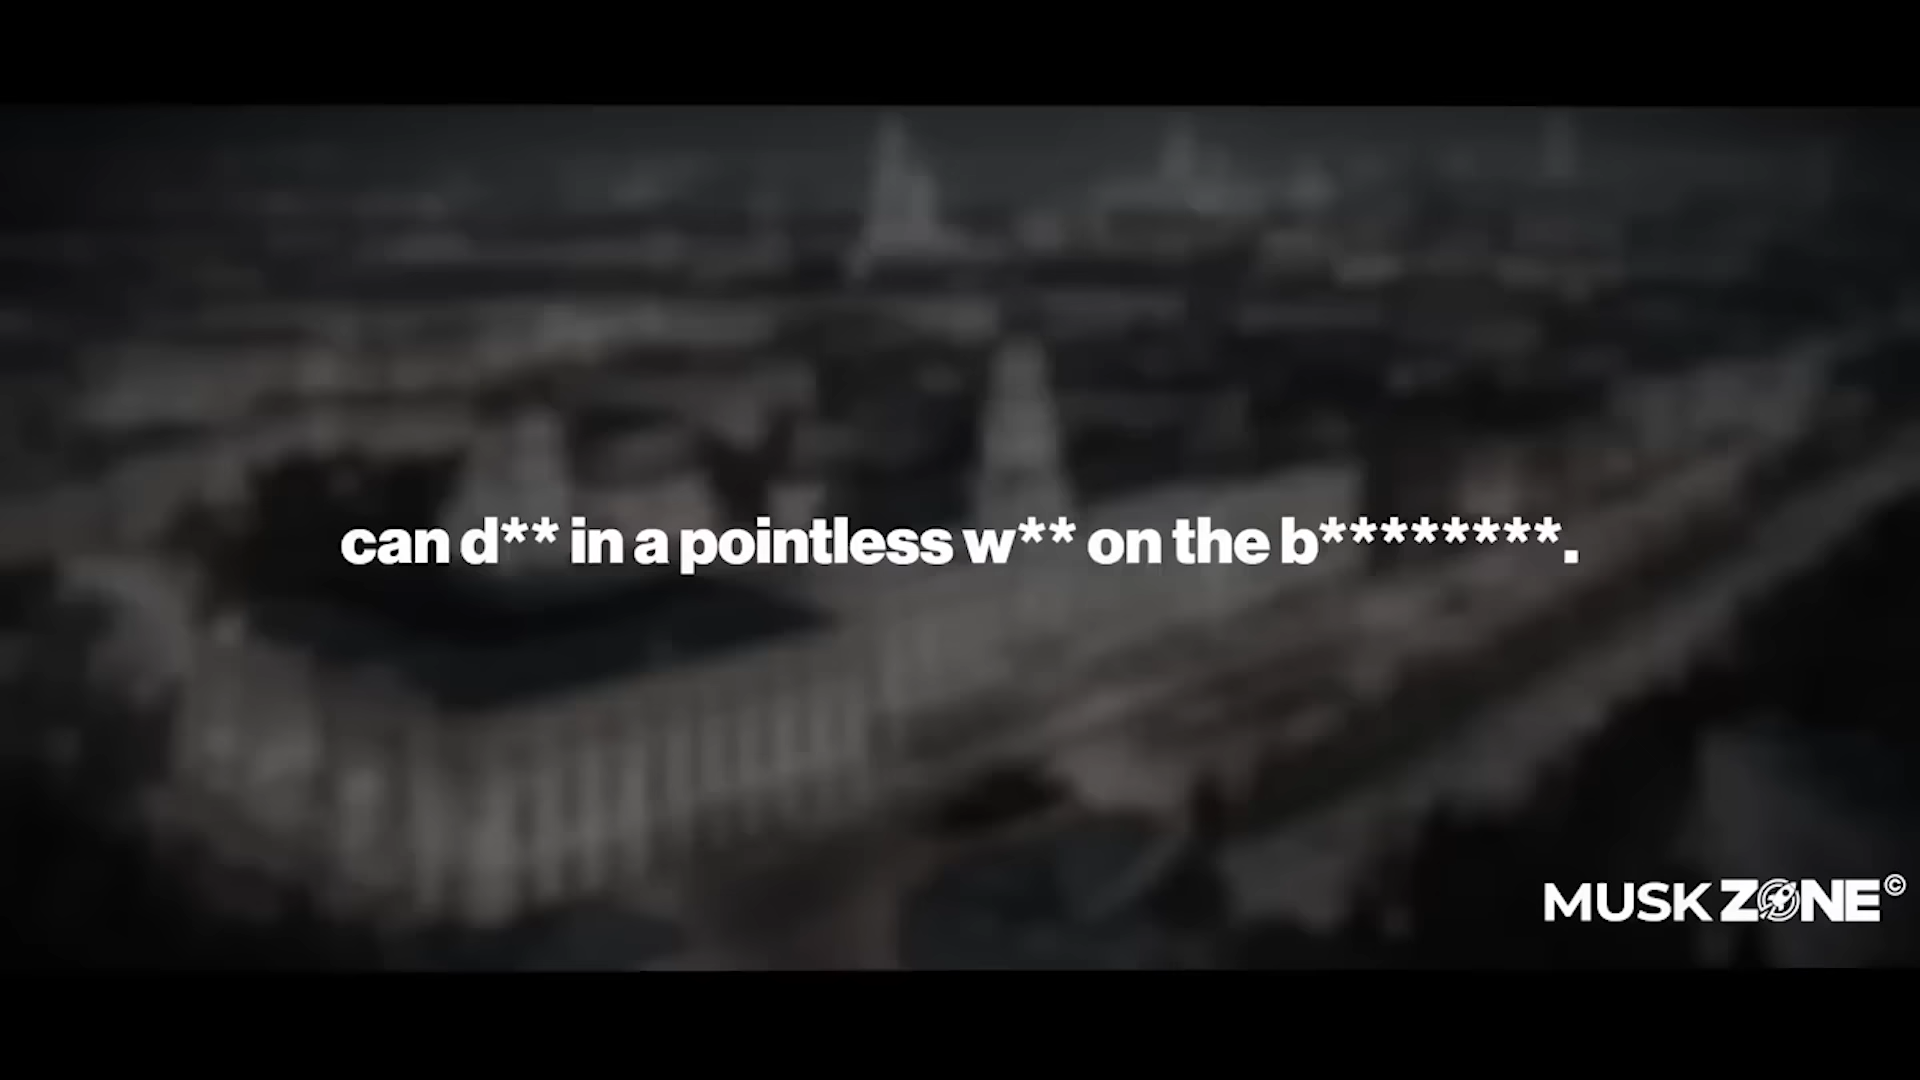 can d** in a pointless w** on the b********.
MUSK ZONE©